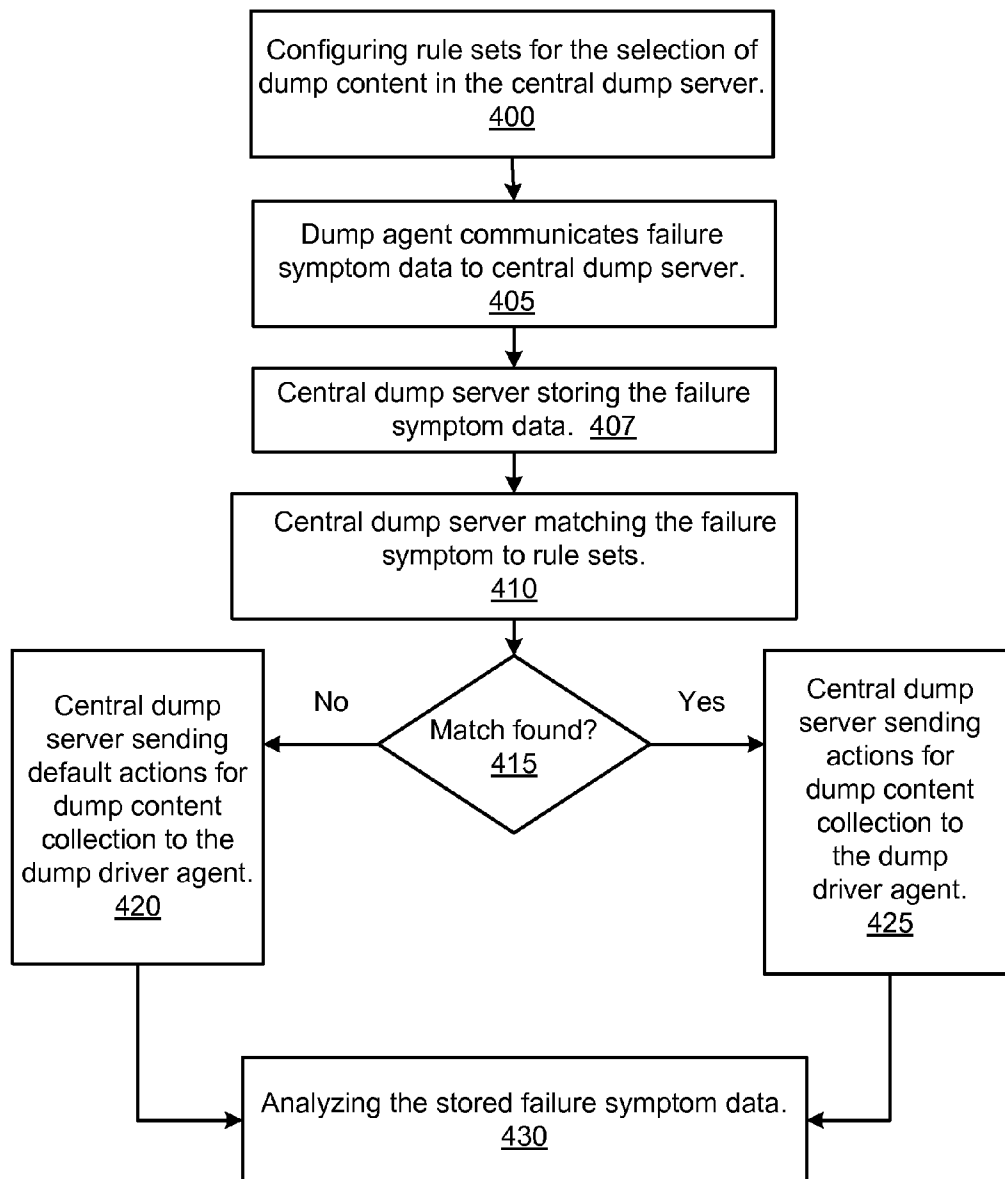 Configuring rule sets for the selection of
dump content in the central dump server.
400
Dump agent communicates failure
symptom data to central dump server.
405
Central dump server storing the failure
symptom data. 407
Central dump server matching the failure
symptom to rule sets.
410
No
Match found?
415
Yes
Central dump
server sending
default actions for
dump content
collection to the
dump driver agent.
420
Central dump
server sending
actions for
dump content
collection to
the dump
driver agent.
425
Analyzing the stored failure symptom data.
430